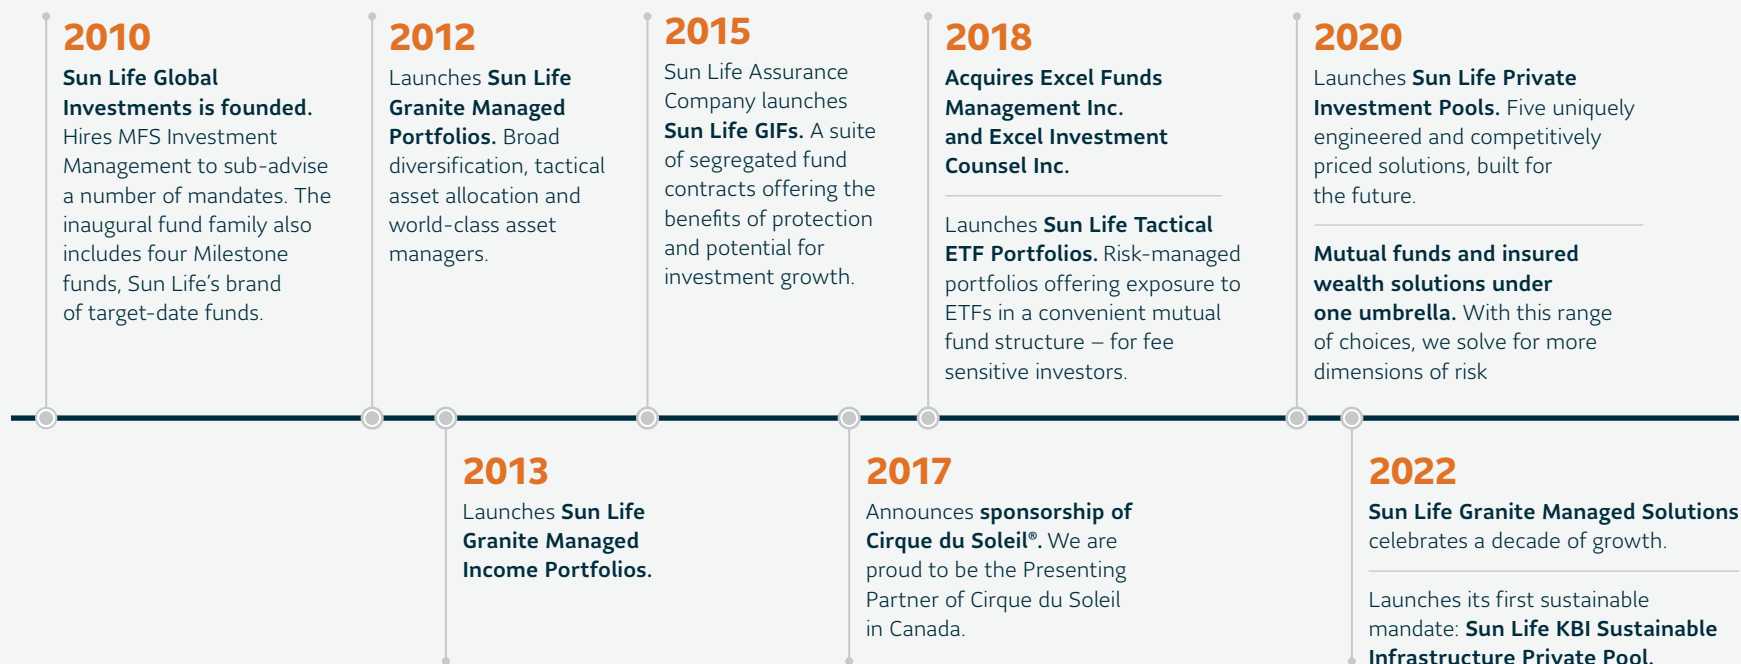 2010
Sun Life Global
Investments is founded.
Hires MFS Investment
Management to sub-advise
a number of mandates. The
inaugural fund family also
includes four Milestone
funds, Sun Life’s brand
of target-date funds.
2012
Launches Sun Life
Granite Managed
Portfolios. Broad
diversification, tactical
asset allocation and
world-class asset
managers.
2015
Sun Life Assurance
Company launches
Sun Life GIFs. A suite
of segregated fund
contracts offering the
benefits of protection
and potential for
investment growth.
2018
Acquires Excel Funds
Management Inc.
and Excel Investment
Counsel Inc.
Launches Sun Life Tactical
ETF Portfolios. Risk-managed
portfolios offering exposure to
ETFs in a convenient mutual
fund structure – for fee
sensitive investors.
2020
Launches Sun Life Private
Investment Pools. Five uniquely
engineered and competitively
priced solutions, built for
the future.
Mutual funds and insured
wealth solutions under
one umbrella. With this range
of choices, we solve for more
dimensions of risk
2013
Launches Sun Life
Granite Managed
Income Portfolios.
2017
Announces sponsorship of
Cirque du Soleil®. We are
proud to be the Presenting
Partner of Cirque du Soleil
in Canada.
2022
Sun Life Granite Managed Solutions
celebrates a decade of growth.
Launches its first sustainable
mandate: Sun Life KBI Sustainable
Infrastructure Private Pool.